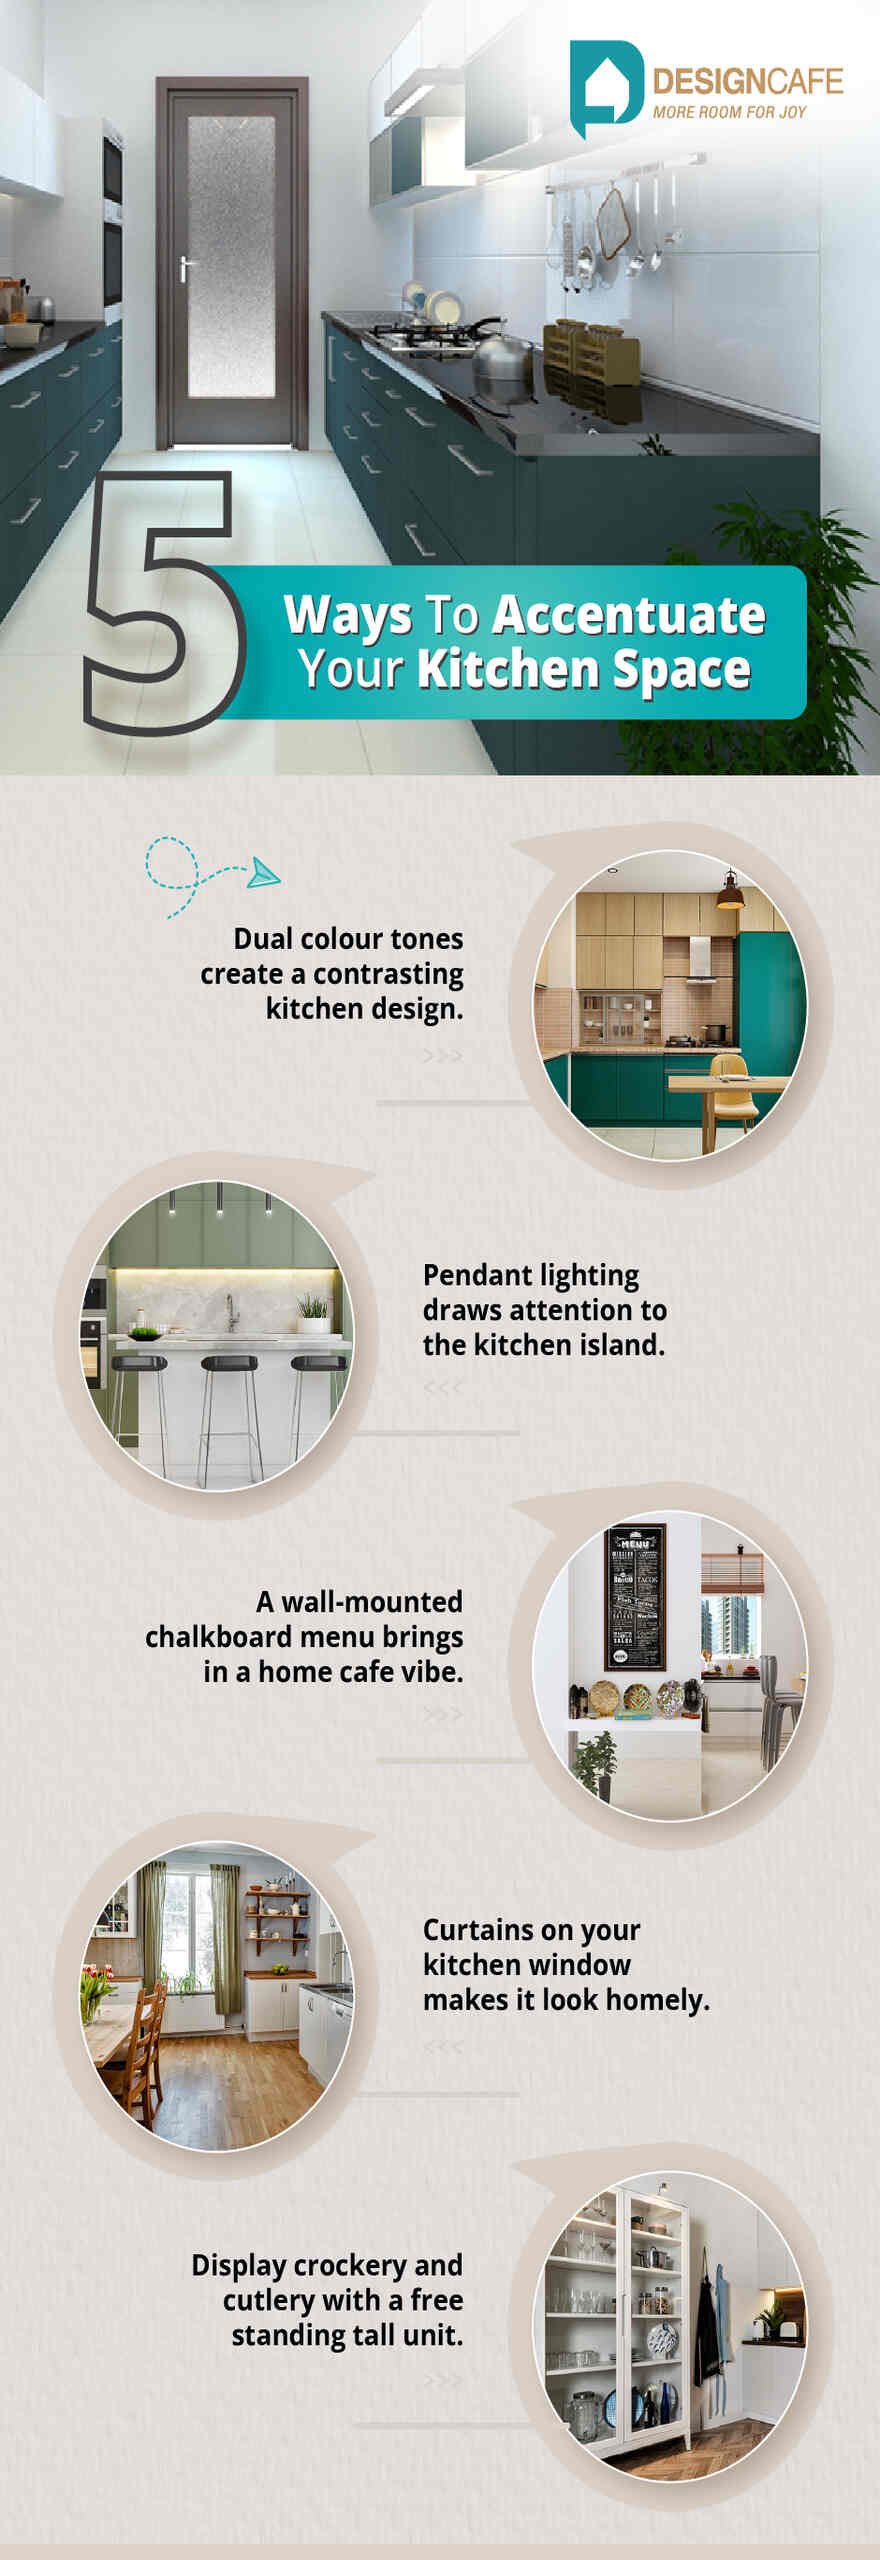 DESIGNCAFE
MORE ROOM FOR JOY
5
Ways To Accentuate
Your Kitchen Space
Dual colour tones
create a contrasting
kitchen design.
>>>
Pendant lighting
draws attention to
the kitchen island.
<<<
MENU
TACOS
A wall-mounted
chalkboard menu brings
in a home cafe vibe.
>>>
Curtains on your
kitchen window
makes it look homely.
<<<
Display crockery and
cutlery with a free
standing tall unit.
>>>